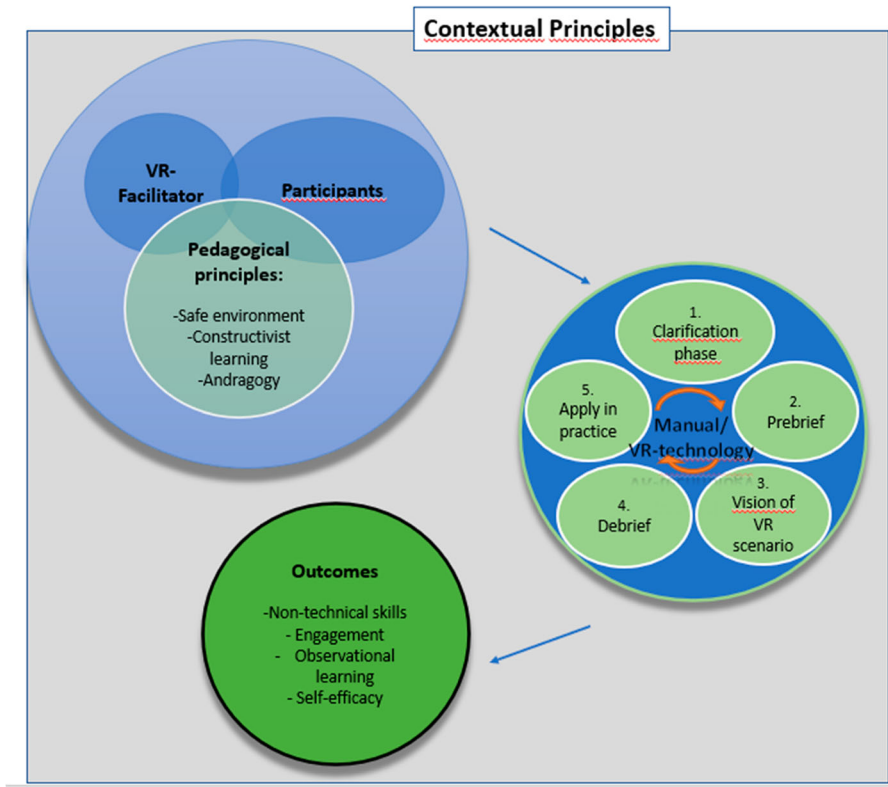 Contextual Principles
VR-
Facilitator
Participants
Pedagogical
principles:
-Safe environment
-Constructivist
learning
-Andragogy
1.
Clarification
phase
2.
Prebrief
3.
Vision of
VR
scenario
4.
Debrief
5.
Apply in
practice
Manual/
VR-technology
Outcomes
-Non-technical skills
- Engagement
- Observational
learning
- Self-efficacy